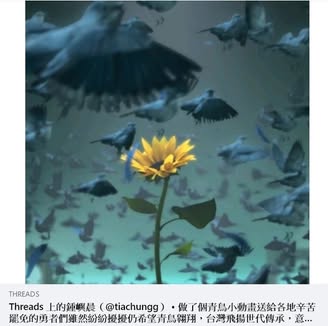 THREADS
Threads 上的鍾嶼晨（@tiachungg）• 做了個青鳥小動畫送給各地辛苦
罷免的勇者們雖然紛紛擾擾仍希望青鳥翱翔，台灣飛揚世代傳承，意...